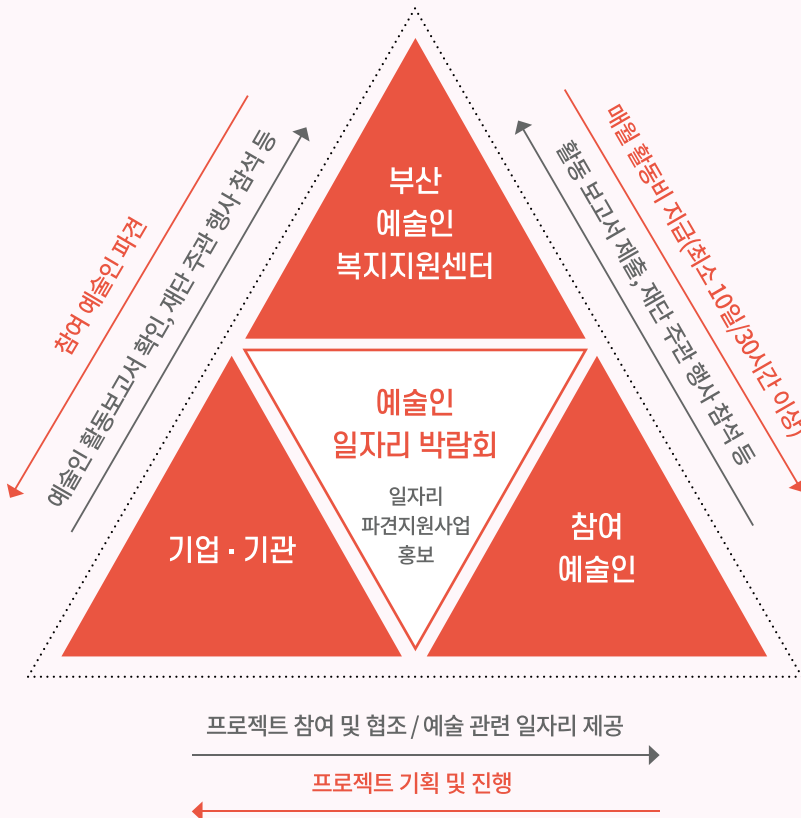 부산
예술인
복지지원센터
참여 예술인 파견
예술인 활동보고서 확인, 재단 주관 행사 참석 등
매월 활동비 지급(최소 10일/30시간 이상)
활동 보고서 제출, 재단 주관 행사 참석 등
예술인
일자리 박람회
일자리
파견지원사업
홍보
기업·기관
참여
예술인
프로젝트 참여 및 협조 / 예술 관련 일자리 제공
프로젝트 기획 및 진행